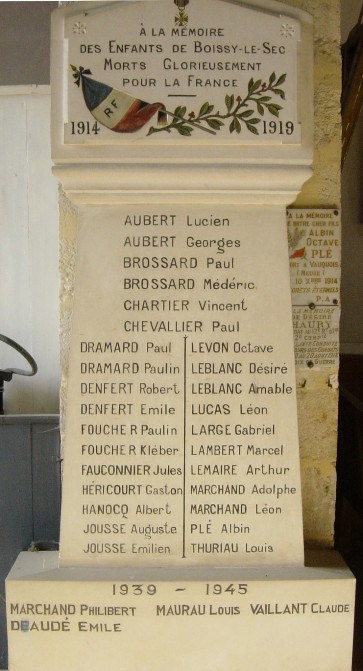 À LA MÉMOIRE
DES ENFANTS DE BOISSY-LE-SEC
MORTS GLORIEUSEMENT
POUR LA FRANCE
RF
1914 1919
AUBERT Lucien
AUBERT Georges
BROSSARD Paul
BROSSARD Médéric
CHARTIER Vincent
CHEVALLIER Paul
DRAMARD Paul
DRAMARD Paulin
DENFERT Robert
DENFERT Emile
FOUCHER Paulin
FOUCHER Kléber
FAUCONNIER Jules
HÉRICOURT Gaston
HANOCQ Albert
JOUSSE Auguste
JOUSSE Emilien
LEVON Octave
LEBLANC Désiré
LEBLANC Amable
LUCAS Léon
LARGE Gabriel
LAMBERT Marcel
LEMAIRE Arthur
MARCHAND Adolphe
MARCHAND Léon
PLÉ Albin
THURIAU Louis
1939 - 1945
MARCHAND PHILIBERT MAURAU LOUIS VAILLANT CLAUDE
DEAUDÉ EMILE
A LA MÉMOIRE
ALBIN
OCTAVE
PLÉ
A VAUQUOIS
10 1914
P.A.